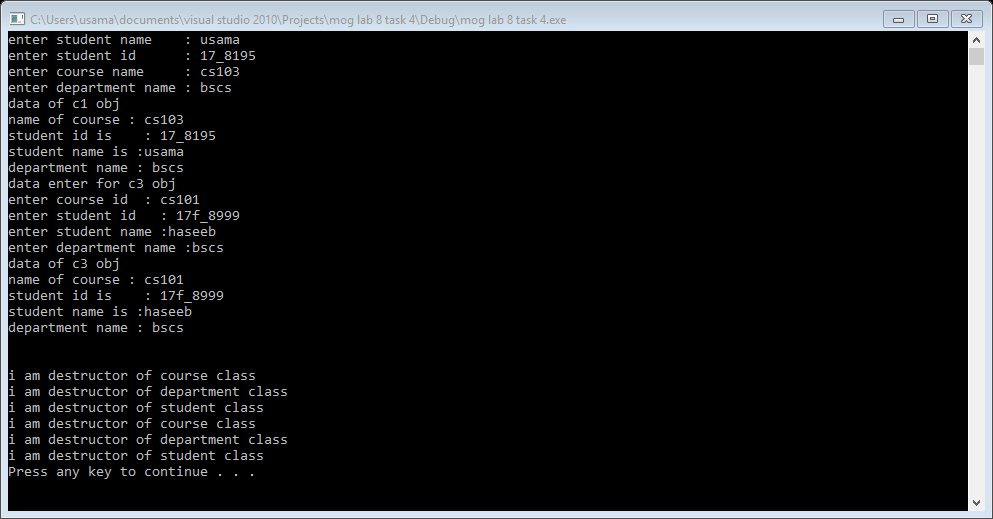 C:\Users\usama\documents\visual studio 2010\Projects\mog lab 8 task 4\Debug\mog lab 8 task 4.exe
enter student name    : usama
enter student id      : 17_8195
enter course name     : cs103
enter department name : bscs
data of c1 obj
name of course : cs103
student id is    : 17_8195
student name is :usama
department name : bscs
data enter for c3 obj
enter course id  : cs101
enter student id   : 17f_8999
enter student name :haseeb
enter department name :bscs
data of c3 obj
name of course : cs101
student id is    : 17f_8999
student name is :haseeb
department name : bscs
i am destructor of course class
i am destructor of department class
i am destructor of student class
i am destructor of course class
i am destructor of department class
i am destructor of student class
Press any key to continue . . .